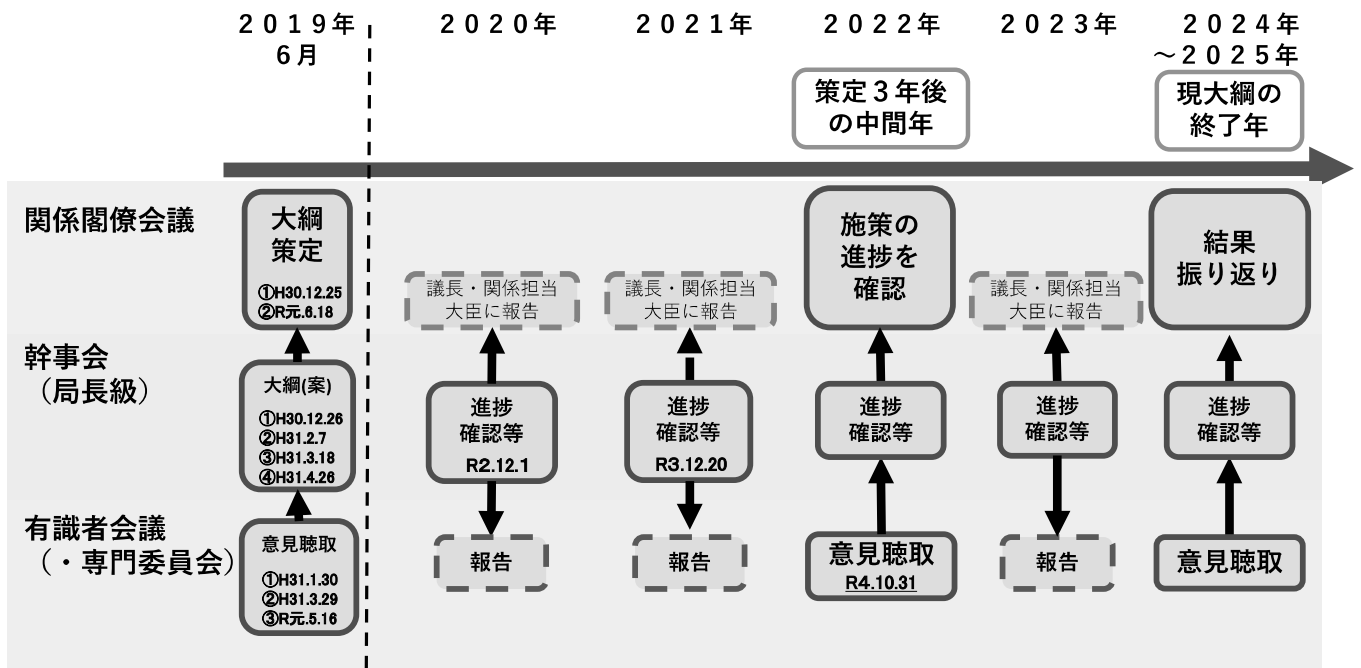 ２０１９年
６月
２０２０年
２０２１年
２０２２年
２０２３年
２０２４年
～２０２５年
策定３年後
の中間年
現大綱の
終了年
関係閣僚会議
大綱
策定
①H30.12.25
②R元.6.18
議長・関係担当
大臣に報告
議長・関係担当
大臣に報告
施策の
進捗を
確認
議長・関係担当
大臣に報告
結果
振り返り
幹事会
（局長級）
大綱(案)
①H30.12.26
②H31.2.7
③H31.3.18
④H31.4.26
進捗
確認等
R2.12.1
進捗
確認等
R3.12.20
進捗
確認等
進捗
確認等
進捗
確認等
有識者会議
（・専門委員会）
意見聴取
①H31.1.30
②H31.3.29
③R元.5.16
報告
報告
意見聴取
R4.10.31
報告
意見聴取